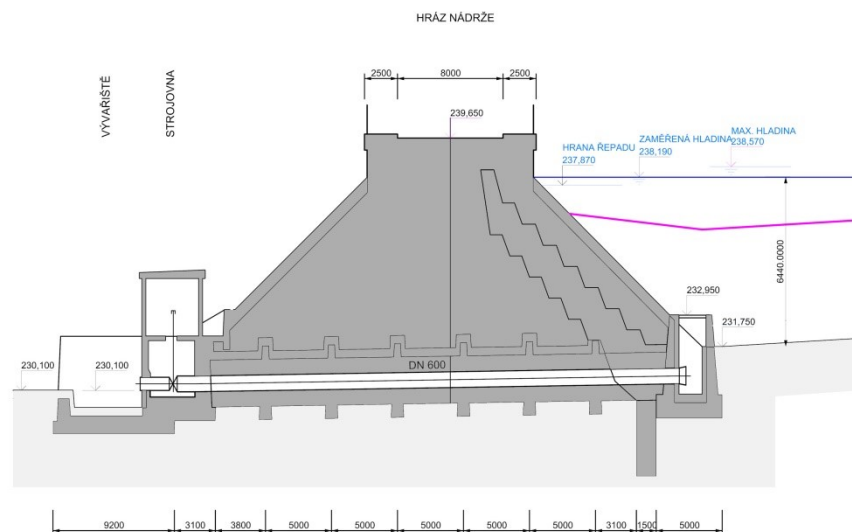 HRÁZ NÁDRŽE
VÝVAŘIŠTĚ
STROJOVNA
2500 8000 2500
239,650
HRANA ŘEPADU
237,870
ZAMĚŘENÁ HLADINA
238,190
MAX. HLADINA
238,570
6440.0000
232,950
231,750
230,100
230,100
DN 600
9200 3100 3800 5000 5000 5000 5000 5000 3100 1500 5000